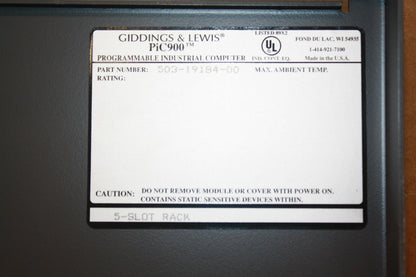 GIDDINGS & LEWIS®
PiC900™
PROGRAMMABLE INDUSTRIAL COMPUTER
LISTED 89X2
UL
IND. CONT. EQ.
FOND DU LAC, WI 54935
1-414-921-7100
Made in the U.S.A.
PART NUMBER: 503-19184-00 MAX. AMBIENT TEMP.
RATING:
CAUTION: DO NOT REMOVE MODULE OR COVER WITH POWER ON.
CONTAINS STATIC SENSITIVE DEVICES WITHIN.
5-SLOT RACK